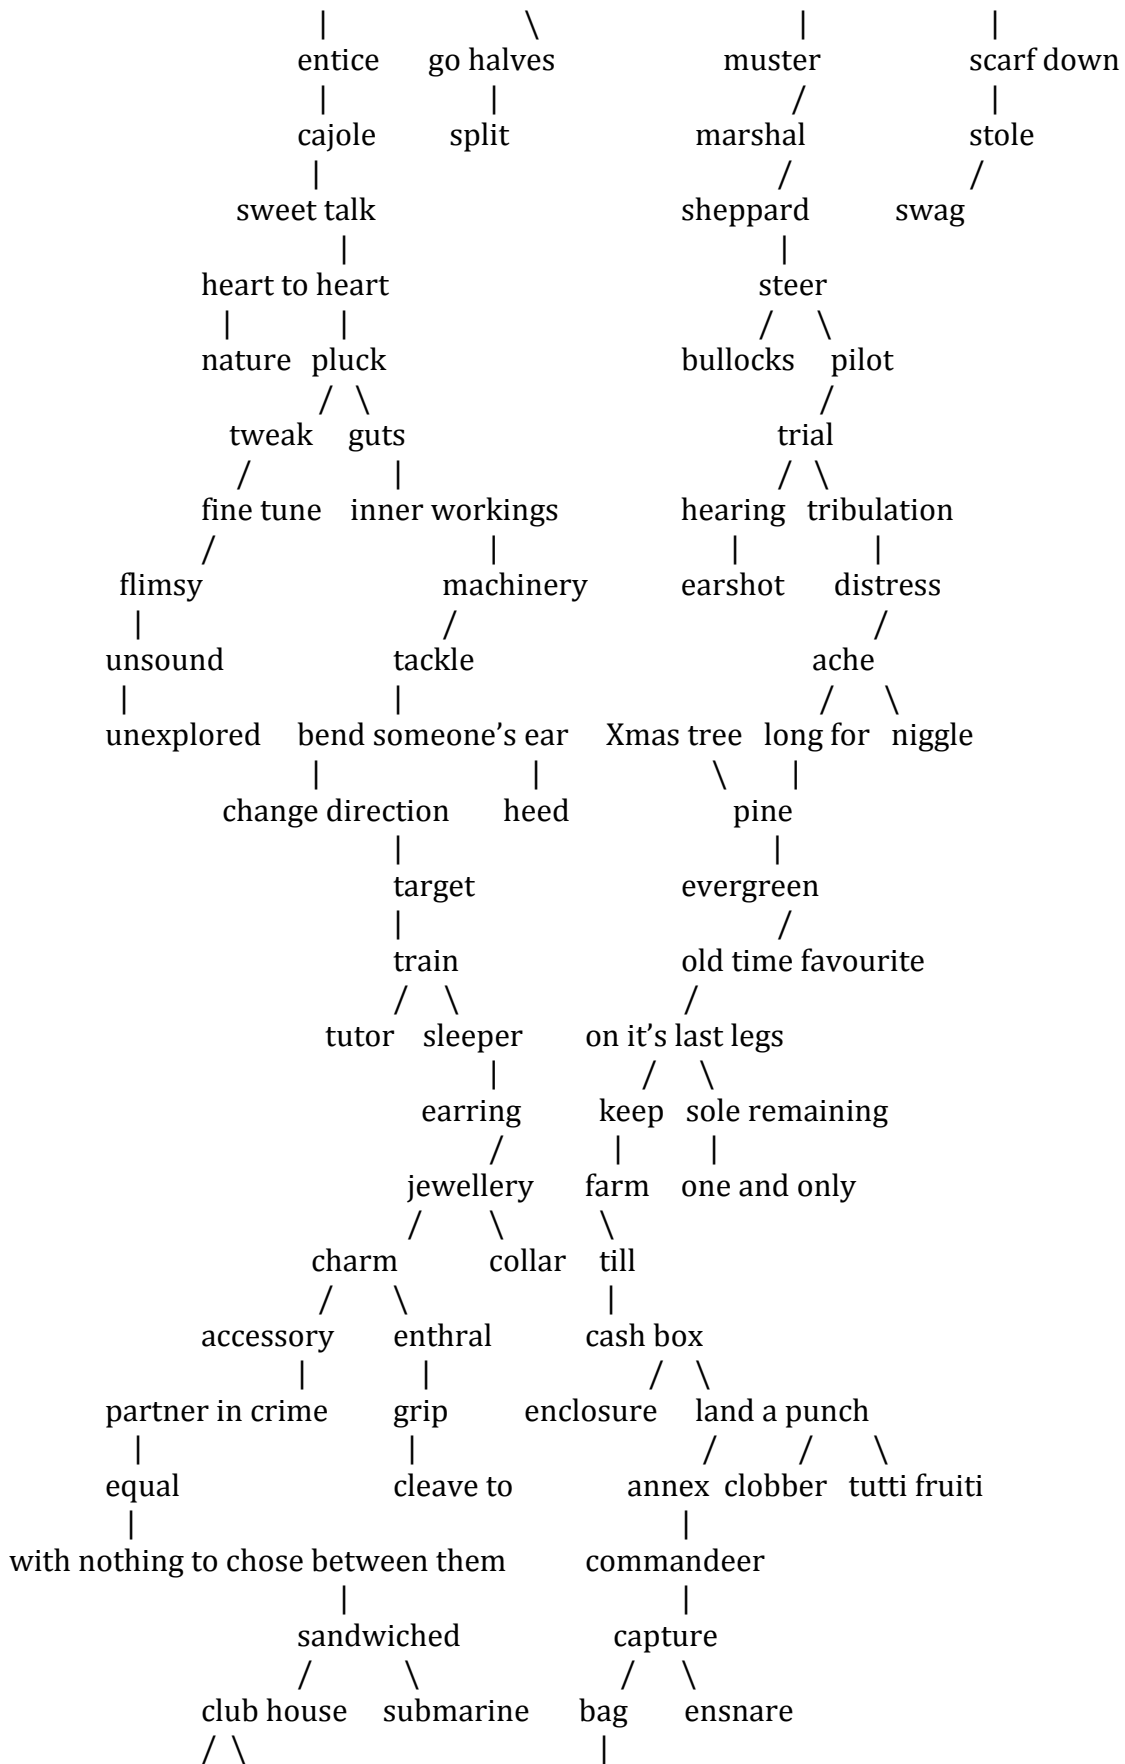 entice go halves muster scarf down
cajole split marshal stole
sweet talk sheppard swag
heart to heart steer
nature pluck bullocks pilot
tweak guts trial
fine tune inner workings hearing tribulation
flimsy machinery earshot distress
unsound tackle ache
unexplored bend someone’s ear Xmas tree long for niggle
change direction heed pine
target evergreen
train old time favourite
tutor sleeper on it’s last legs
earring keep sole remaining
jewellery farm one and only
charm collar till
accessory enthral cash box
partner in crime grip enclosure land a punch
equal cleave to annex clobber tutti fruiti
with nothing to chose between them commandeer
sandwiched capture
club house submarine bag ensnare